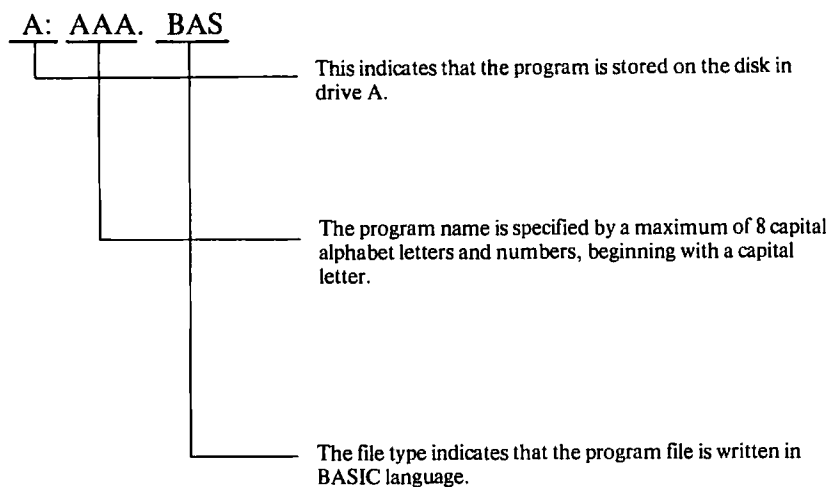 A: AAA. BAS
This indicates that the program is stored on the disk in
drive A.
The program name is specified by a maximum of 8 capital
alphabet letters and numbers, beginning with a capital
letter.
The file type indicates that the program file is written in
BASIC language.